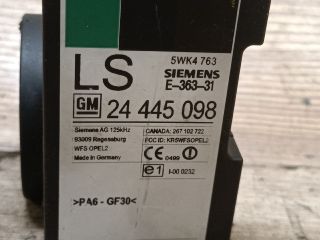 5WK4 763
LS SIEMENS
E-363-31
GM 24 445 098
Siemens AG 125kHz CANADA: 267 102 722
93009 Regensburg FCC ID: KR5WFSOPEL2
WFS OPEL2
Made in Germany CE 0499 !
e1 I-00 0232
>PA6 - GF30<